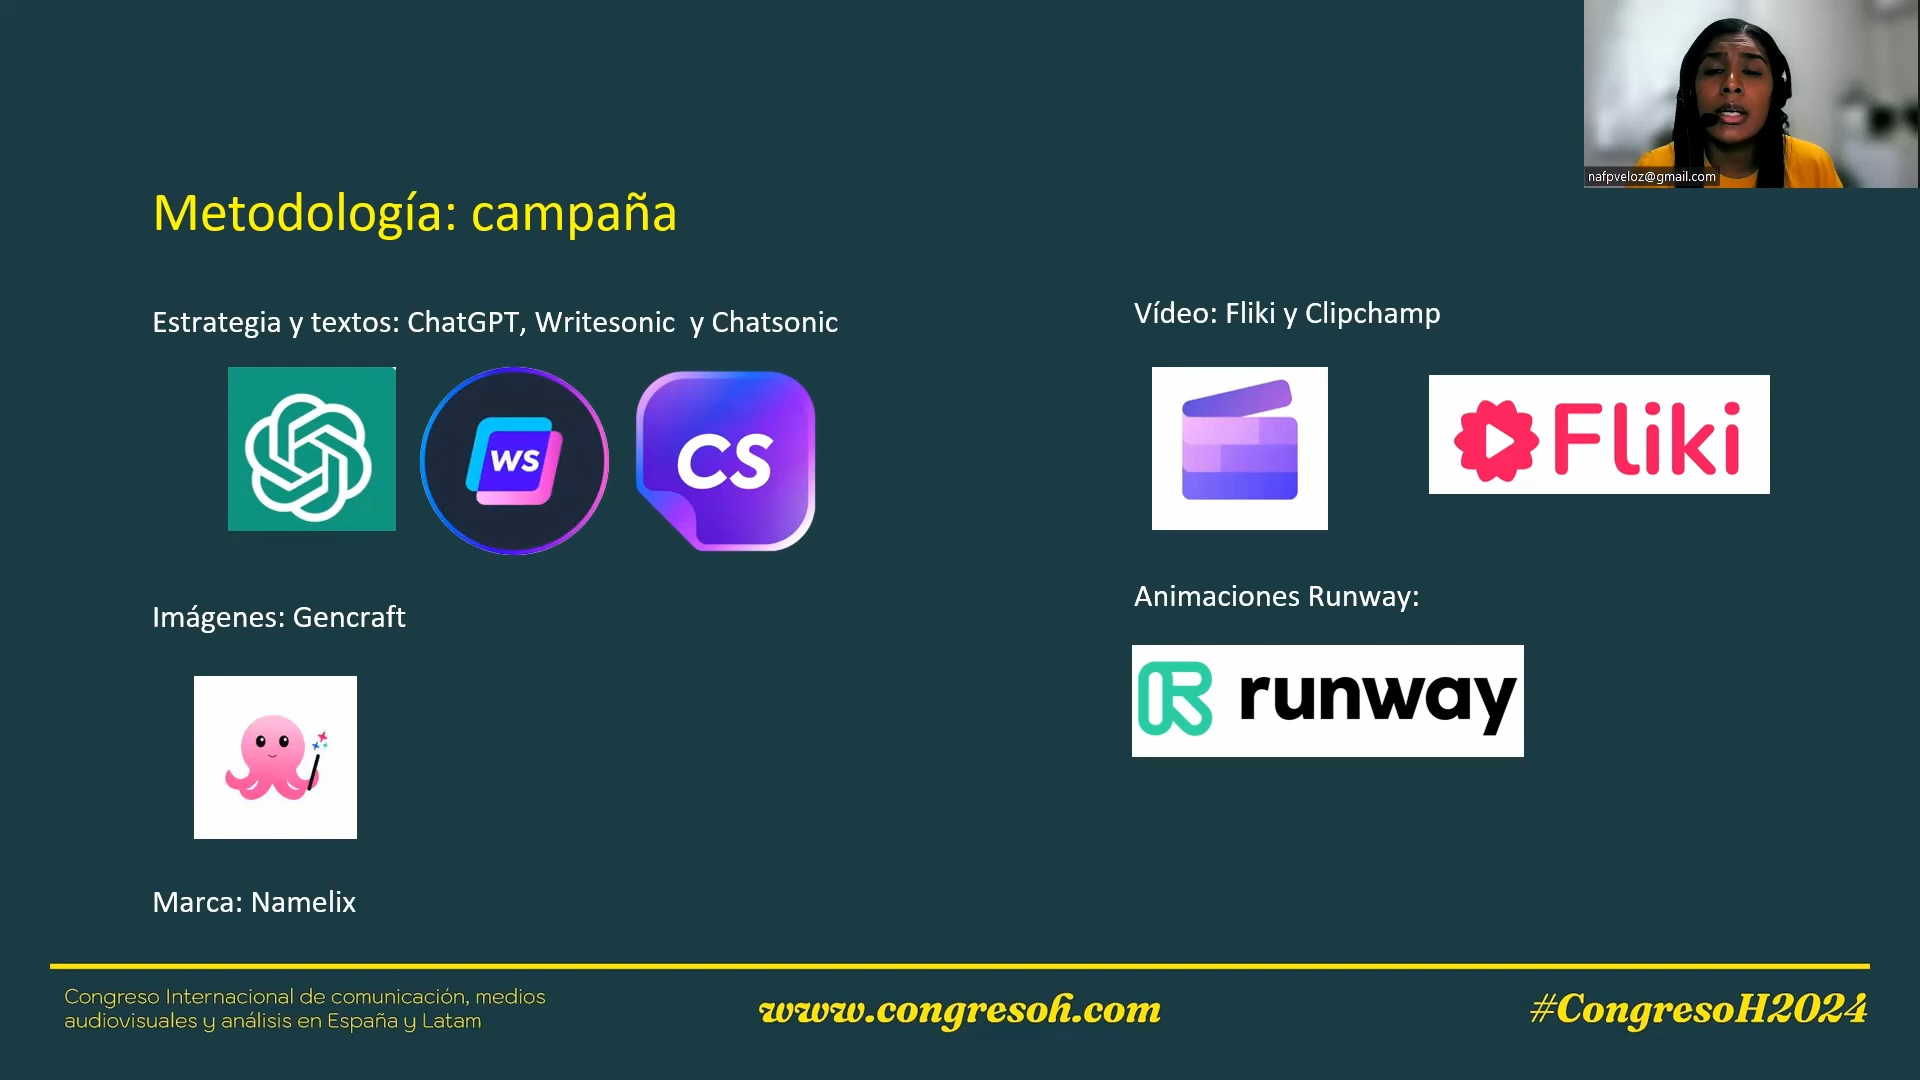 nafpveloz@gmail.com
Metodología: campaña
Estrategia y textos: ChatGPT, Writesonic y Chatsonic
WS
CS
Imágenes: Gencraft
Marca: Namelix
Vídeo: Fliki y Clipchamp
Fliki
Animaciones Runway:
runway
Congreso Internacional de comunicación, medios
audiovisuales y análisis en España y Latam
www.congresoh.com
#CongresoH2024